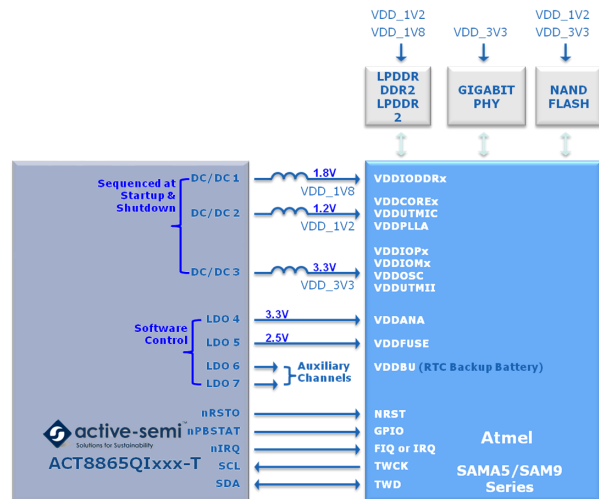 VDD_1V2
VDD_1V8
VDD_3V3
VDD_1V2
VDD_3V3
LPDDR
DDR2
LPDDR
2
GIGABIT
PHY
NAND
FLASH
Sequenced at
Startup &
Shutdown
DC/DC 1
1.8V
VDD_1V8
VDDIODDRx
DC/DC 2
1.2V
VDD_1V2
VDDCOREx
VDDUTMIC
VDDPLLA
DC/DC 3
3.3V
VDD_3V3
VDDIOPx
VDDIOMx
VDDOSC
VDDUTMII
Software
Control
LDO 4
3.3V
VDDANA
LDO 5
2.5V
VDDFUSE
LDO 6
LDO 7
Auxiliary
Channels
VDDBU (RTC Backup Battery)
nRSTO
NRST
nPBSTAT
GPIO
nIRQ
FIQ or IRQ
SCL
TWCK
SDA
TWD
active-semi™
Solutions for Sustainability
ACT8865QIxxx-T
Atmel
SAMA5/SAM9
Series